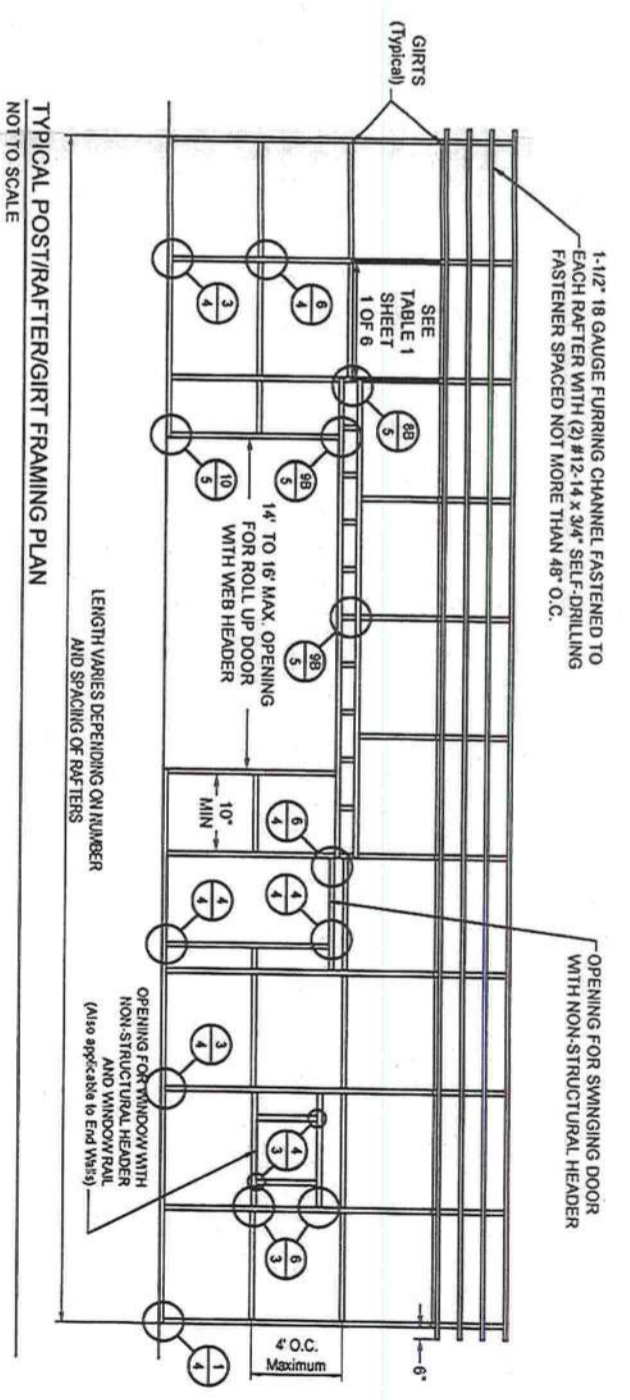 GIRTS
(Typical)
1-1/2" 18 GAUGE FURRING CHANNEL FASTENED TO
EACH RAFTER WITH (2) #12-14 x 3/4" SELF-DRILLING
FASTENER SPACED NOT MORE THAN 48" O.C.
SEE
TABLE 1
SHEET
1 OF 6
3
4
6
4
8B
5
10
5
9B
5
14' TO 16' MAX. OPENING
FOR ROLL UP DOOR
WITH WEB HEADER
9B
5
10"
MIN
6
4
4
4
4
4
OPENING FOR SWINGING DOOR
WITH NON-STRUCTURAL HEADER
3
4
4
3
6
3
1
4
4' O.C.
Maximum
6"
OPENING FOR WINDOW WITH
NON-STRUCTURAL HEADER
AND WINDOW RAIL
(Also applicable to End Walls)
LENGTH VARIES DEPENDING ON NUMBER
AND SPACING OF RAFTERS
TYPICAL POST/RAFTER/GIRT FRAMING PLAN
NOT TO SCALE